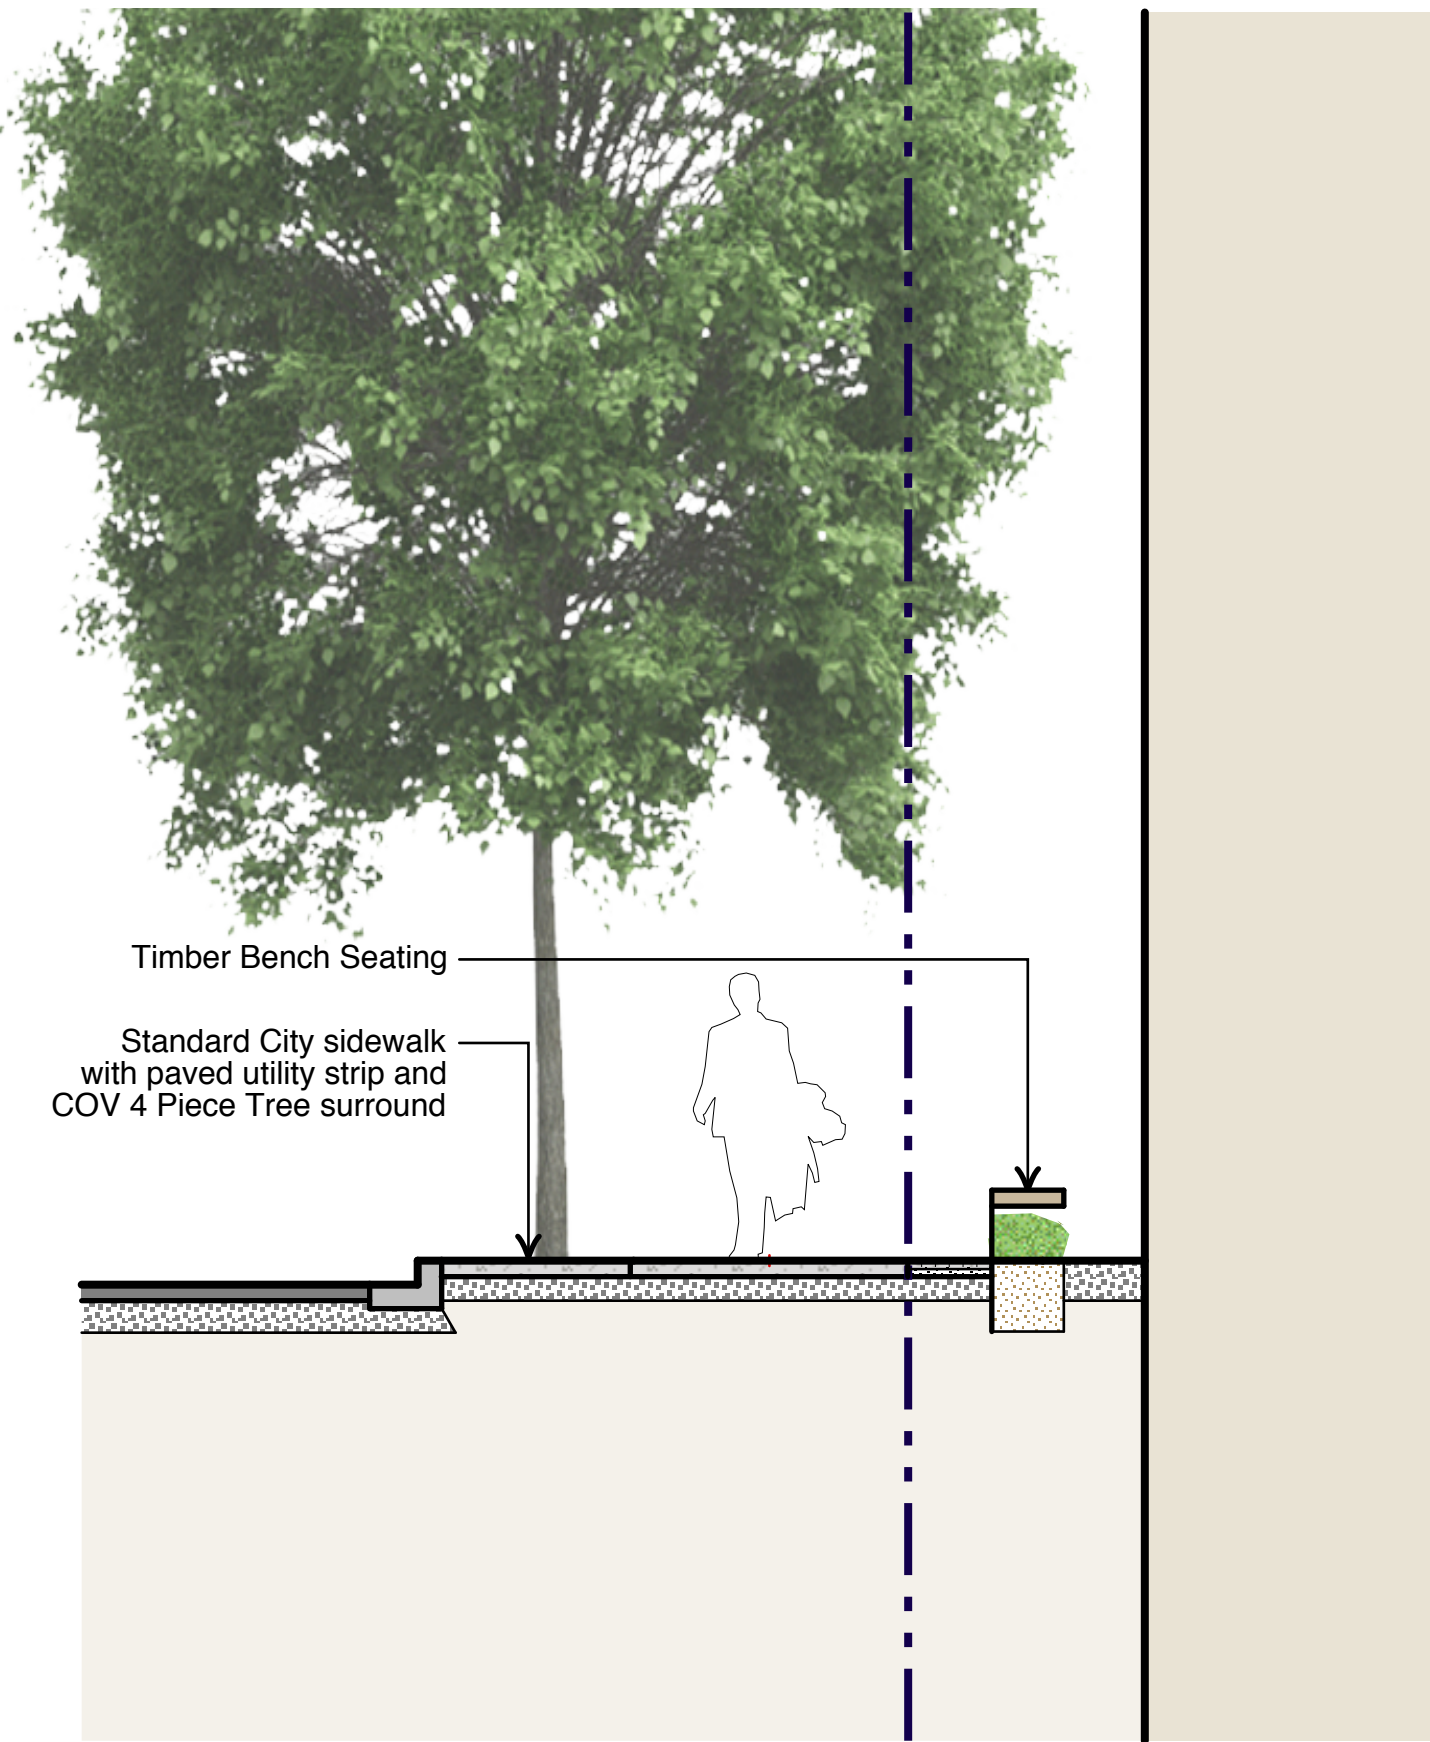 Timber Bench Seating
Standard City sidewalk
with paved utility strip and
COV 4 Piece Tree surround